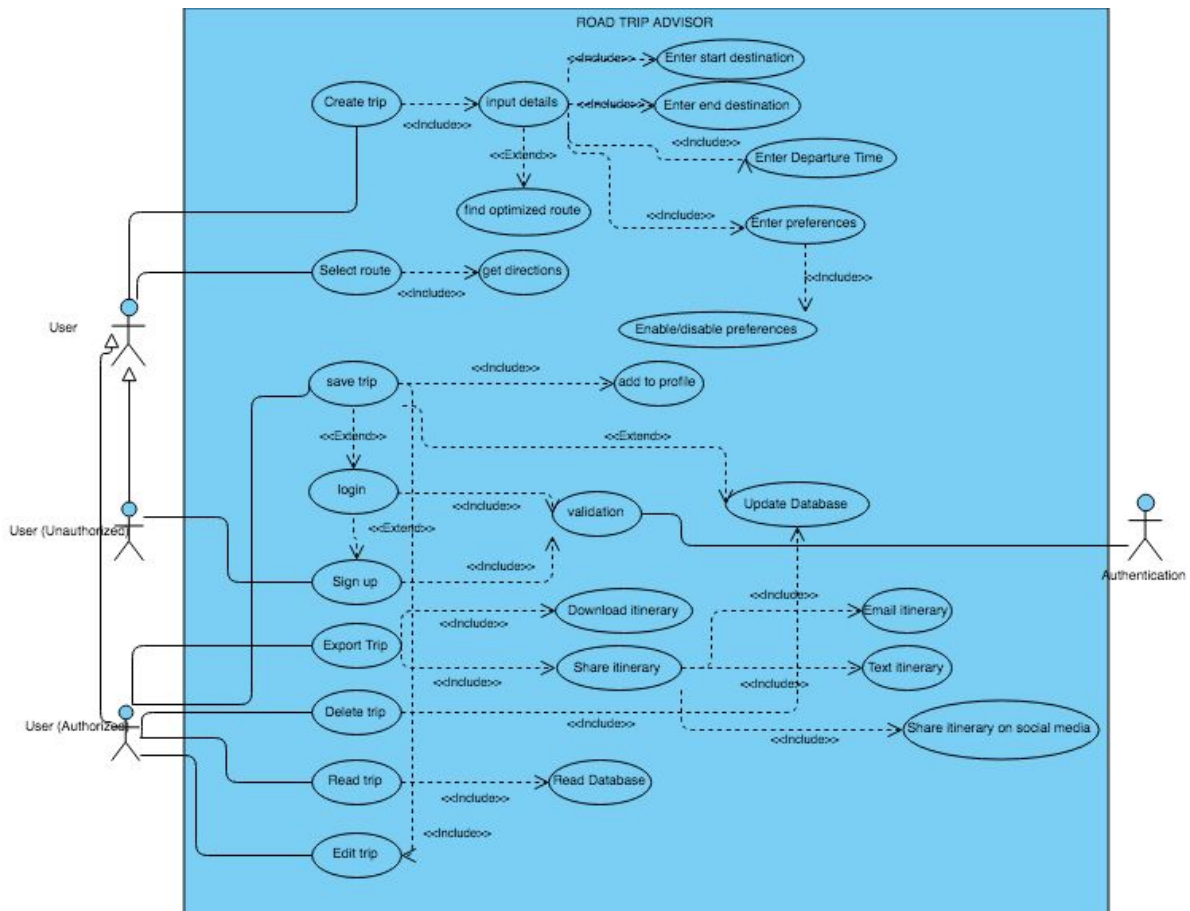 ROAD TRIP ADVISOR
<<Include>>
Enter start destination
Create trip
input details
<<Include>>
Enter end destination
<<Include>>
<<Include>>
<<Extend>>
Enter Departure Time
find optimized route
<<Include>>
Enter preferences
Select route
get directions
<<Include>>
<<Include>>
User
Enable/disable preferences
<<Include>>
save trip
add to profile
<<Extend>>
<<Extend>>
login
<<Include>>
Update Database
User (Unauthorized)
validation
<<Extend>>
<<Include>>
Authentication
Sign up
<<Include>>
Download itinerary
Email itinerary
<<Include>>
<<Include>>
Export Trip
Share itinerary
Text itinerary
<<Include>>
<<Include>>
User (Authorized)
Delete trip
<<Include>>
Share itinerary on social media
<<Include>>
Read trip
Read Database
<<Include>>
<<Include>>
Edit trip